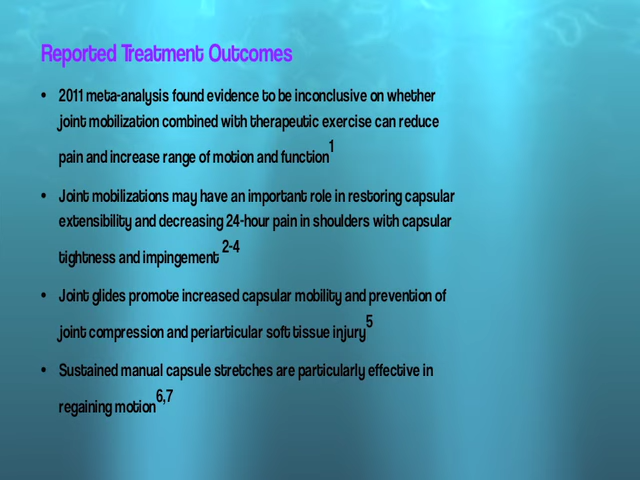 Reported Treatment Outcomes
• 2011 meta-analysis found evidence to be inconclusive on whether
joint mobilization combined with therapeutic exercise can reduce
pain and increase range of motion and function1
• Joint mobilizations may have an important role in restoring capsular
extensibility and decreasing 24-hour pain in shoulders with capsular
tightness and impingement 2-4
• Joint glides promote increased capsular mobility and prevention of
joint compression and periarticular soft tissue injury5
• Sustained manual capsule stretches are particularly effective in
regaining motion6,7